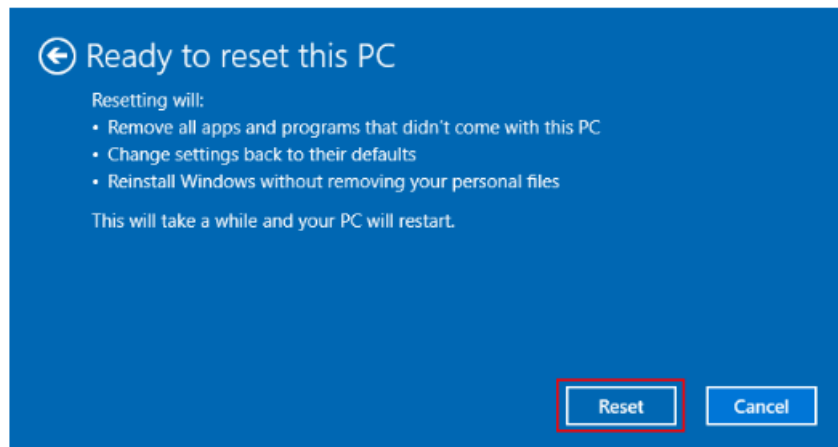 Ready to reset this PC
Resetting will:
• Remove all apps and programs that didn't come with this PC
• Change settings back to their defaults
• Reinstall Windows without removing your personal files
This will take a while and your PC will restart.
Reset
Cancel